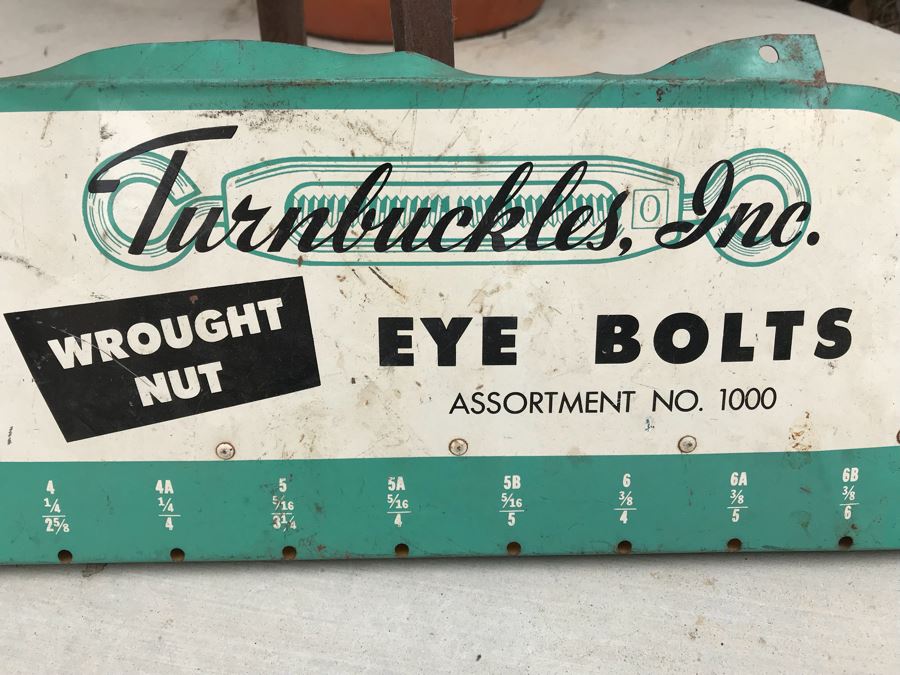 Turnbuckles, Inc.
O
WROUGHT
NUT
EYE BOLTS
ASSORTMENT NO. 1000
4 4A 5 5A 5B 6 6A 6B
1/4 1/4 5/16 5/16 5/16 3/8 3/8 3/8
2 5/8 4 3 1/4 4 5 4 5 6